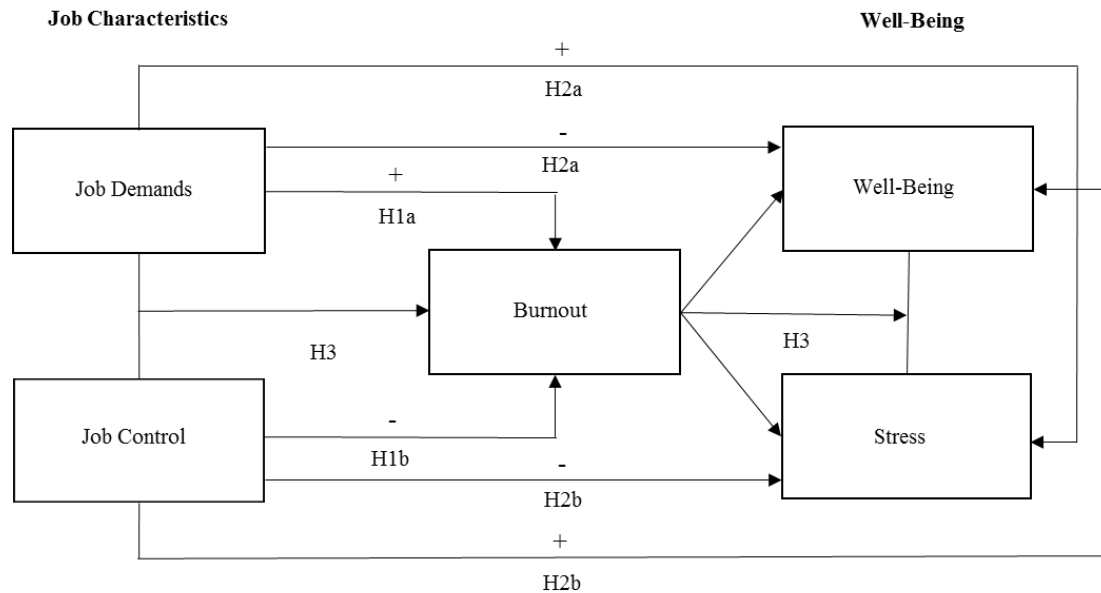 Job Characteristics
Well-Being
+
H2a
-
H2a
Job Demands
Well-Being
+
H1a
Burnout
H3
H3
-
Job Control
Stress
H1b
-
H2b
+
H2b